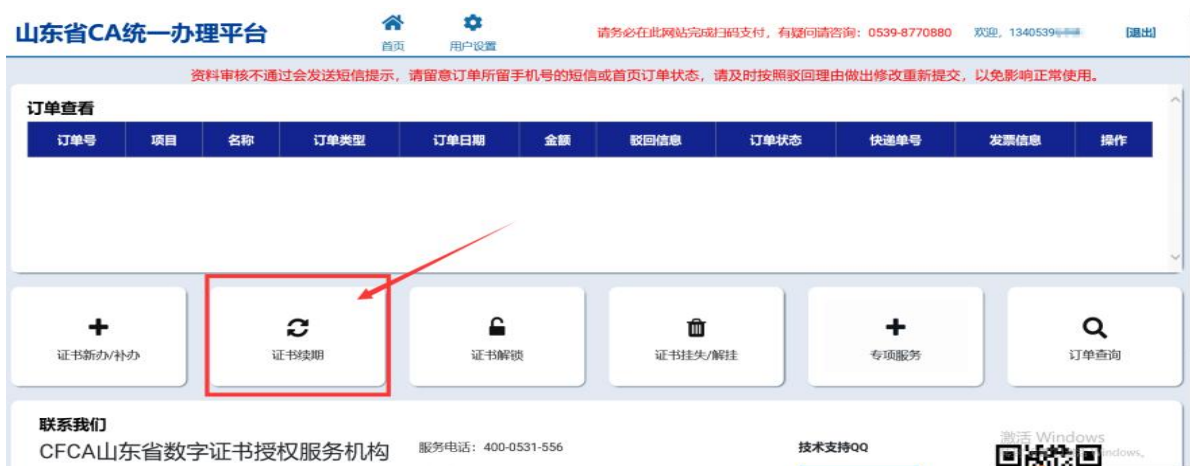 山东省CA统一办理平台
首页
用户设置
请务必在此网站完成扫码支付，有疑问请咨询：0539-8770880
欢迎，1340539
[退出]
资料审核不通过会发送短信提示，请留意订单所留手机号的短信或首页订单状态，请及时按照驳回理由做出修改重新提交，以免影响正常使用。
订单查看
订单号 项目 名称 订单类型 订单日期 金额 驳回信息 订单状态 快递单号 发票信息 操作
证书新办/补办
证书续期
证书解锁
证书挂失/解挂
专项服务
订单查询
联系我们
CFCA山东省数字证书授权服务机构
服务电话：400-0531-556
技术支持QQ
激活 Windows